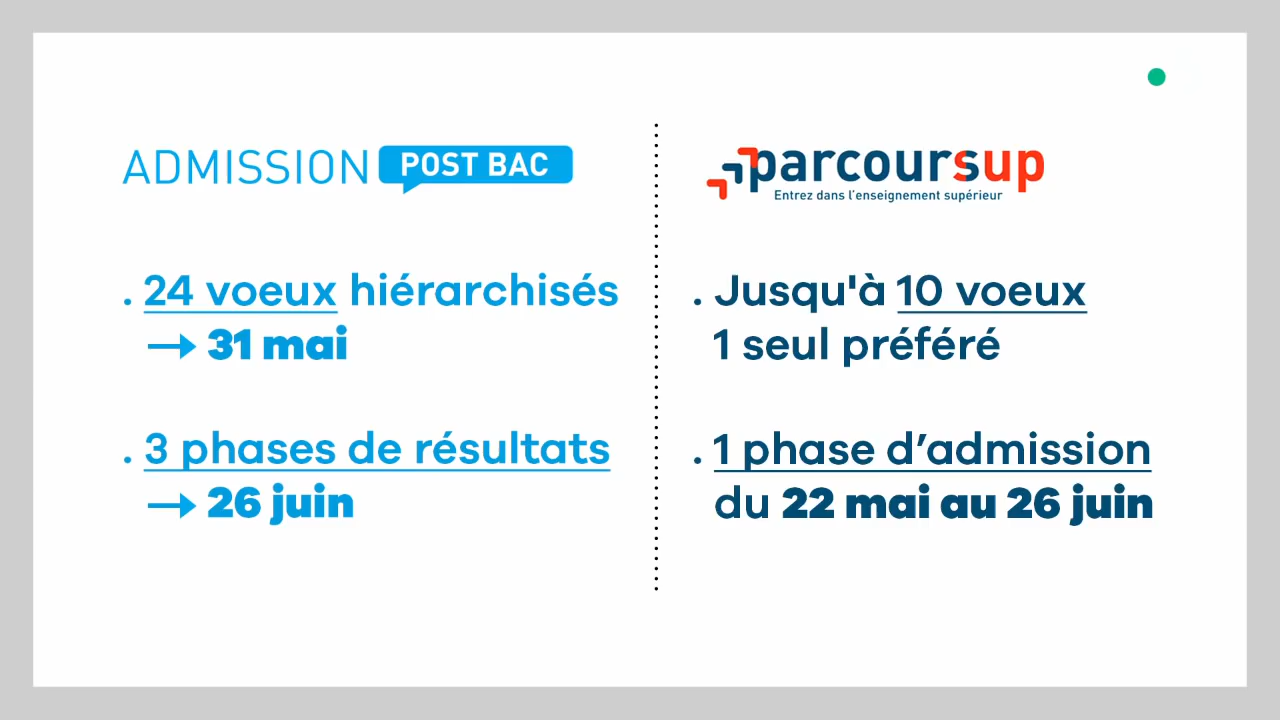 ADMISSION POST BAC
. 24 voeux hiérarchisés
→ 31 mai
. 3 phases de résultats
→ 26 juin
parcoursup
Entrez dans l'enseignement supérieur
. Jusqu'à 10 voeux
1 seul préféré
. 1 phase d’admission
du 22 mai au 26 juin